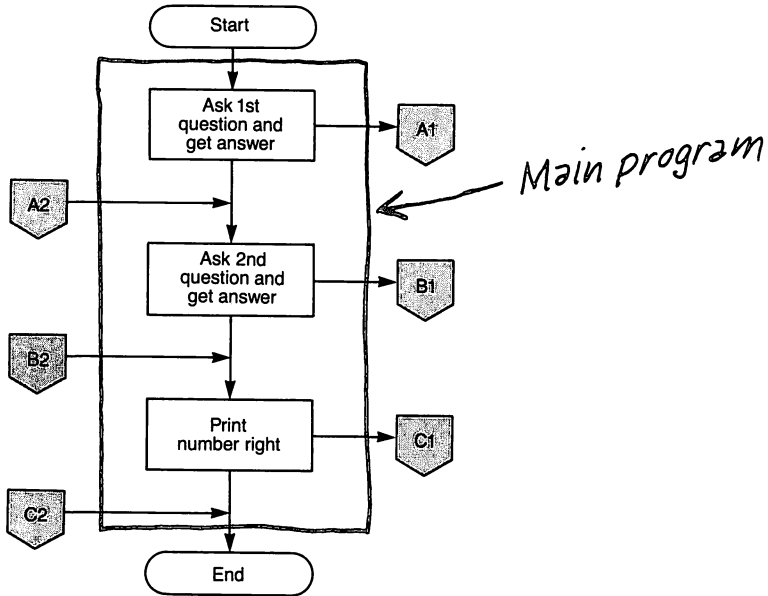 Start
Ask 1st
question and
get answer
A1
Main program
A2
Ask 2nd
question and
get answer
B1
B2
Print
number right
C1
C2
End